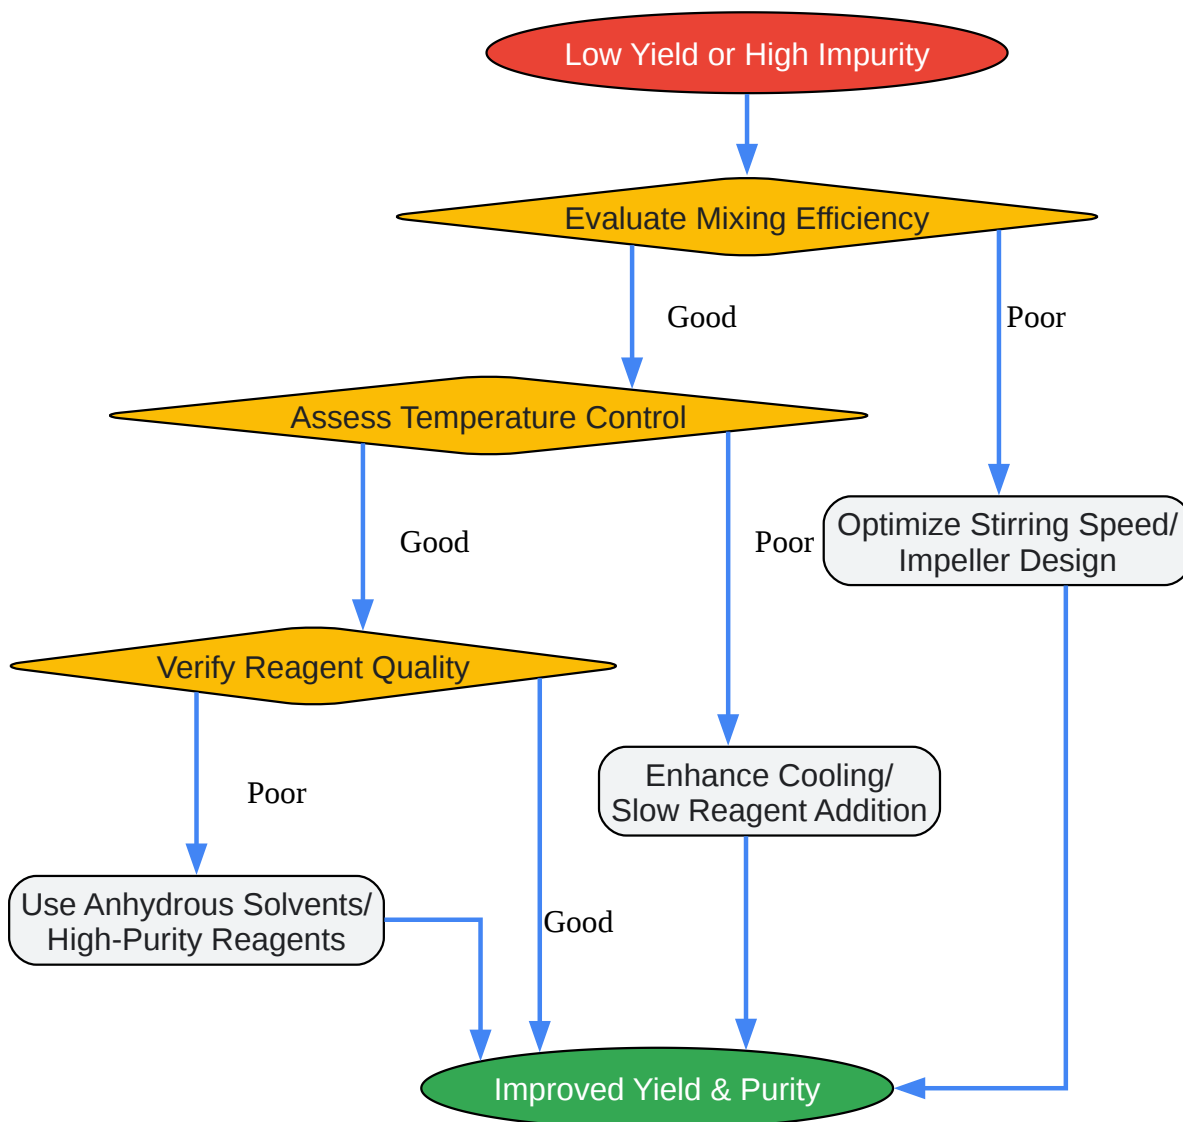 Low Yield or High Impurity
Evaluate Mixing Efficiency
Good
Poor
Assess Temperature Control
Optimize Stirring Speed/
Impeller Design
Good
Poor
Verify Reagent Quality
Enhance Cooling/
Slow Reagent Addition
Poor
Use Anhydrous Solvents/
High-Purity Reagents
Good
Improved Yield & Purity